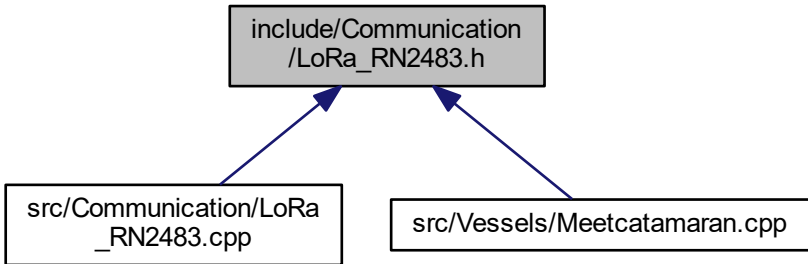 include/Communication
/LoRa_RN2483.h
src/Communication/LoRa
_RN2483.cpp
src/Vessels/Meetcatamaran.cpp